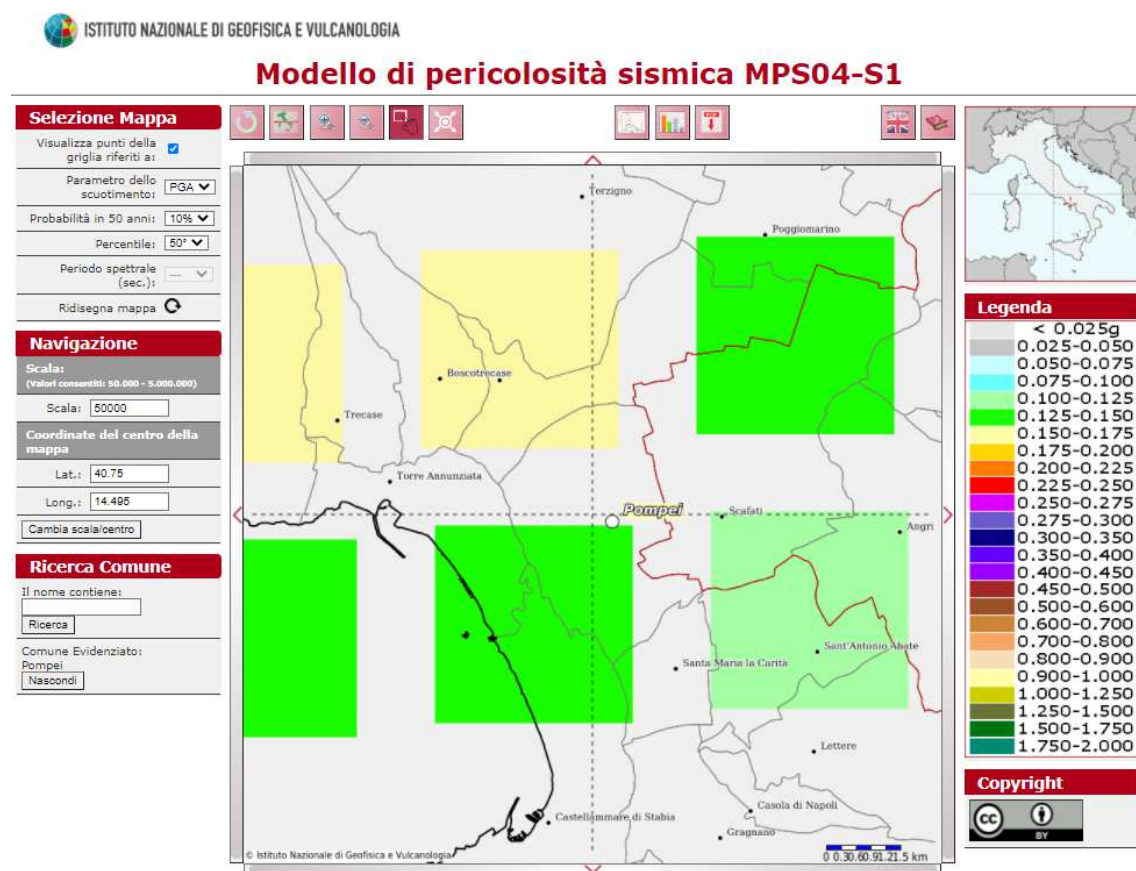 ISTITUTO NAZIONALE DI GEOFISICA E VULCANOLOGIA
Modello di pericolosità sismica MPS04-S1
Selezione Mappa
Visualizza punti della
griglia riferiti a:
Parametro dello
scuotimento: PGA
Probabilità in 50 anni: 10%
Percentile: 50°
Periodo spettrale
(sec.): ---
Ridisegna mappa
Navigazione
Scala:
(Valori consentiti: 50.000 - 5.000.000)
Scala: 50000
Coordinate del centro della
mappa
Lat.: 40.75
Long.: 14.495
Cambia scala/centro
Ricerca Comune
Il nome contiene:
Ricerca
Comune Evidenziato:
Pompei
Nascondi
Terzigno
Poggiomarino
Boscotrecase
Trecase
Torre Annunziata
Pompei
Scafati
Angri
Sant'Antonio Abate
Santa Maria la Carità
Lettere
Casola di Napoli
Castellammare di Stabia
Gragnano
© Istituto Nazionale di Geofisica e Vulcanologia
0 0.30.60.91.21.5 km
Legenda
< 0.025g
0.025-0.050
0.050-0.075
0.075-0.100
0.100-0.125
0.125-0.150
0.150-0.175
0.175-0.200
0.200-0.225
0.225-0.250
0.250-0.275
0.275-0.300
0.300-0.350
0.350-0.400
0.400-0.450
0.450-0.500
0.500-0.600
0.600-0.700
0.700-0.800
0.800-0.900
0.900-1.000
1.000-1.250
1.250-1.500
1.500-1.750
1.750-2.000
Copyright
cc
BY